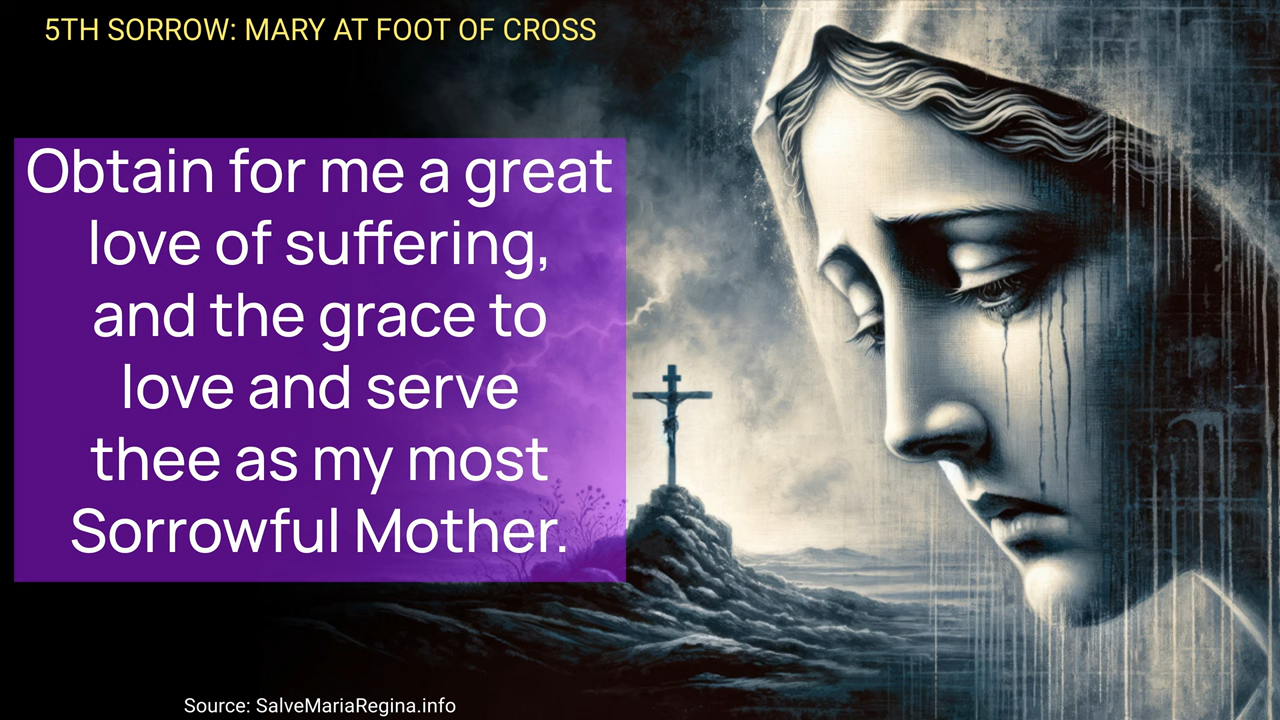 5TH SORROW: MARY AT FOOT OF CROSS
Obtain for me a great
love of suffering,
and the grace to
love and serve
thee as my most
Sorrowful Mother.
Source: SalveMariaRegina.info